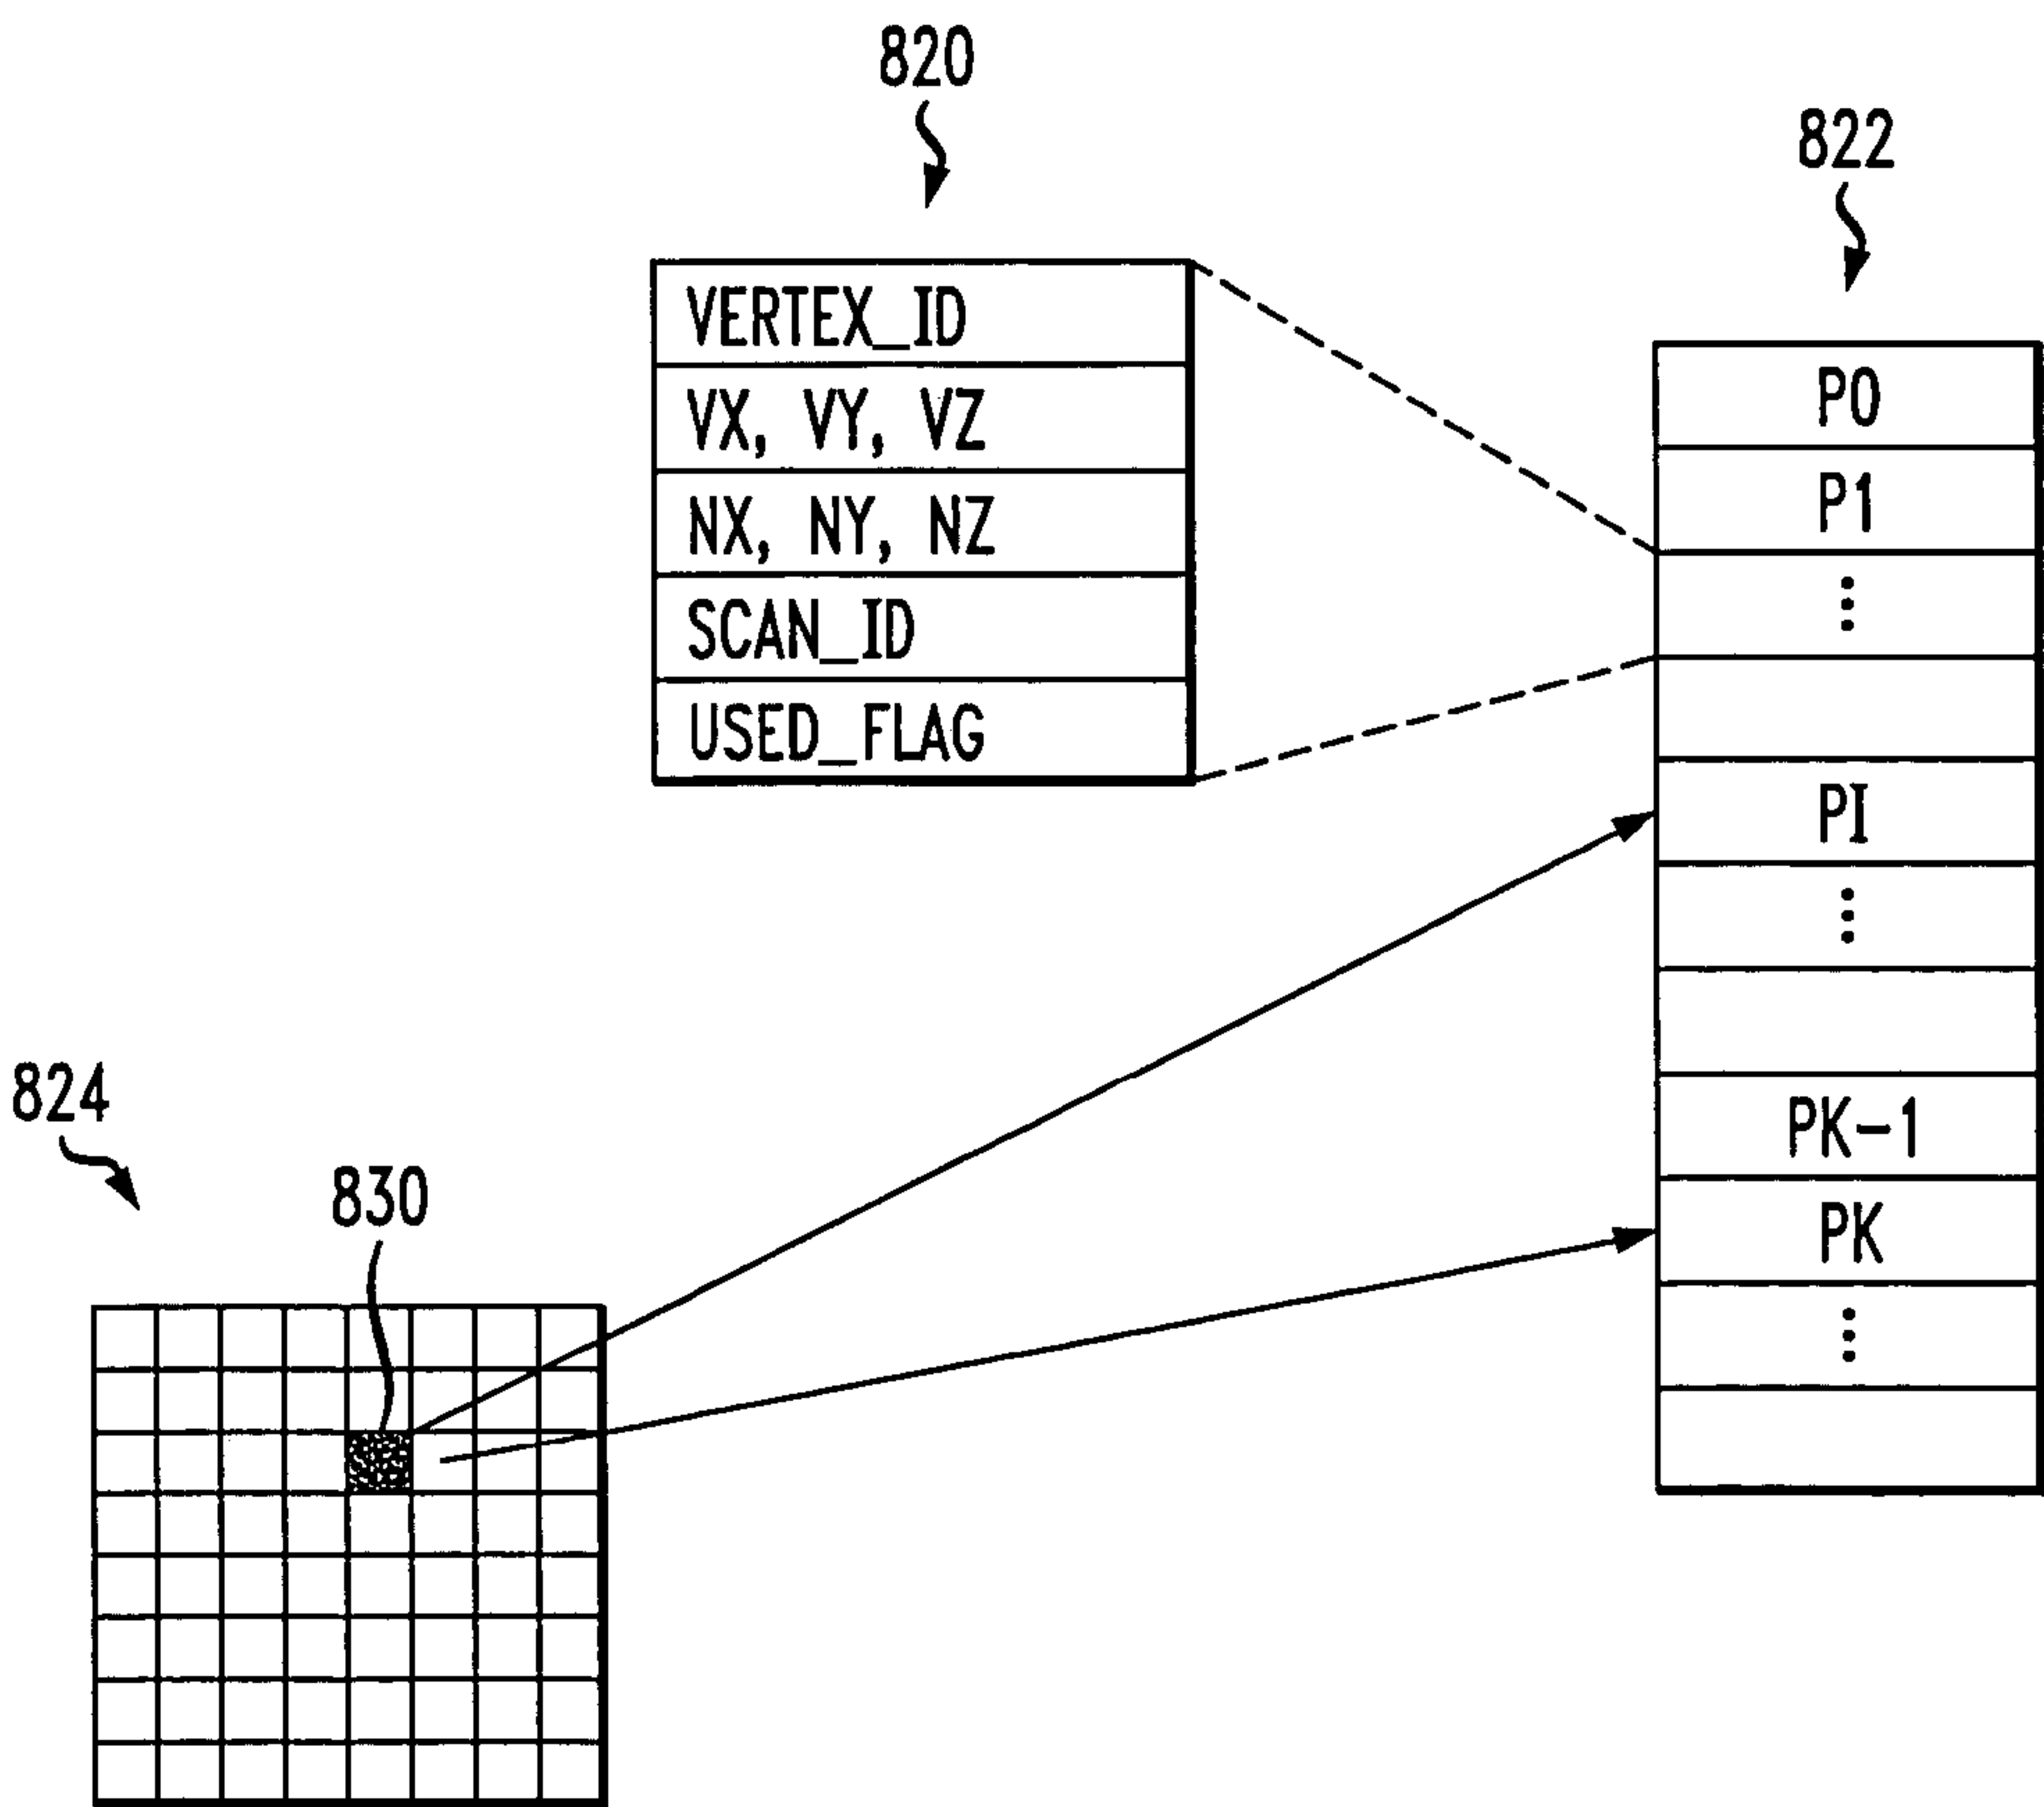 820
822
VERTEX_ID
VX, VY, VZ
NX, NY, NZ
SCAN_ID
USED_FLAG
P0
P1
⋮
PI
⋮
PK-1
PK
⋮
824
830